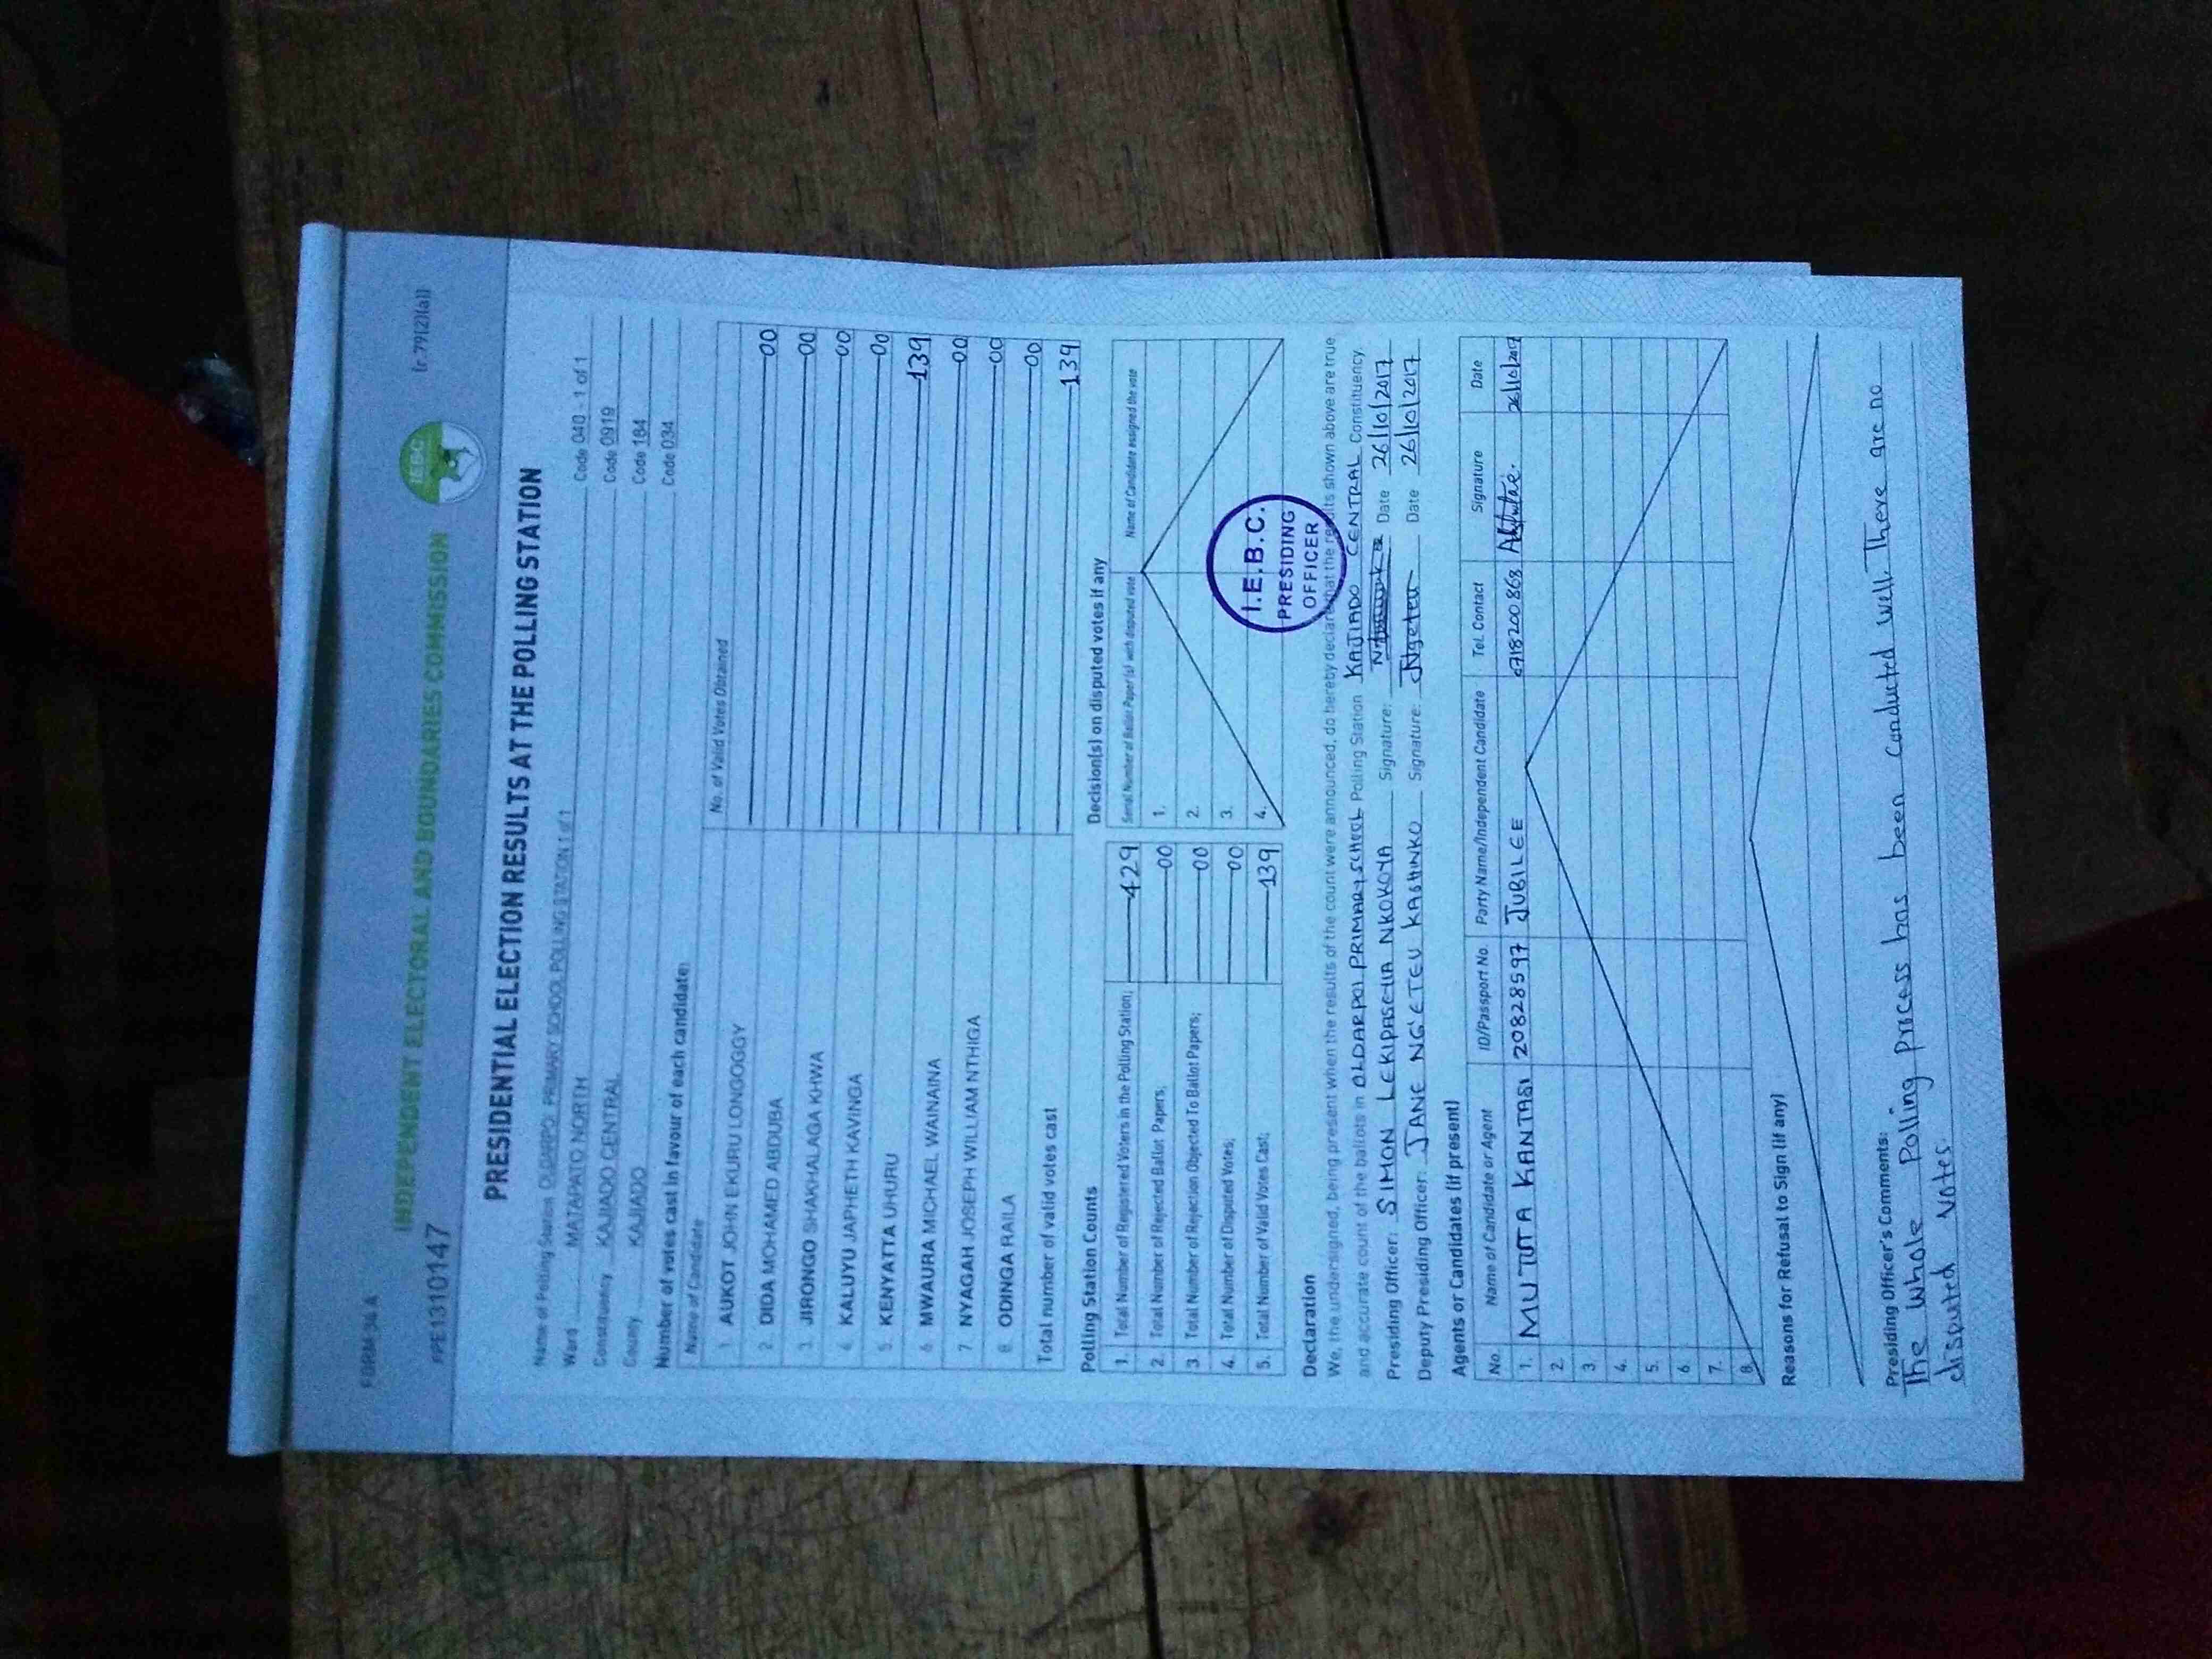 FORM 34 A
(r.79(2)(a))
INDEPENDENT ELECTORAL AND BOUNDARIES COMMISSION
IEBC
PRE1310147
PRESIDENTIAL ELECTION RESULTS AT THE POLLING STATION
Name of Polling Station OLDARPOI PRIMARY SCHOOL POLLING STATION 1 of 1 Code 040 - 1 of 1
Ward MATAPATO NORTH Code 0919
Constituency KAJIADO CENTRAL Code 184
County KAJIADO Code 034
Number of votes cast in favour of each candidate;
Name of Candidate No. of Valid Votes Obtained
1 AUKOT JOHN EKURU LONGOGGY 00
2 DIDA MOHAMED ABDUBA 00
3. JIRONGO SHAKHALAGA KHWA 00
4. KALUYU JAPHETH KAVINGA 00
5 KENYATTA UHURU 139
6 MWAURA MICHAEL WAINAINA 00
7. NYAGAH JOSEPH WILLIAM NTHIGA 00
8. ODINGA RAILA 00
Total number of valid votes cast 139
Polling Station Counts
1. Total Number of Registered Voters in the Polling Station; 429
2. Total Number of Rejected Ballot Papers; 00
3 Total Number of Rejection Objected To Ballot Papers; 00
4. Total Number of Disputed Votes; 00
5. Total Number of Valid Votes Cast; 139
Decision(s) on disputed votes if any
Serial Number of Ballot Paper (s) with disputed vote Name of Candidate assigned the vote
1.
2.
3.
4.
I.E.B.C.
PRESIDING
OFFICER
Declaration
We, the undersigned, being present when the results of the count were announced, do hereby declare that the results shown above are true
and accurate count of the ballots in OLDARPOI PRIMARY SCHOOL Polling Station KAJIADO CENTRAL Constituency.
Presiding Officer: SIMON LEKIPASEHIA NKOKOYA Signature: Date 26/10/2017
Deputy Presiding Officer: JANE NG'ETEU KASHINKO Signature: JNgeteu Date 26/10/2017
Agents or Candidates (if present)
No. Name of Candidate or Agent ID/Passport No. Party Name/Independent Candidate Tel. Contact Signature Date
1. MUTUTA KANTASI 20828597 JUBILEE 0718200868 26/10/2017
2.
3.
4.
5.
6
7.
8.
Reasons for Refusal to Sign (if any)
Presiding Officer's Comments:
The whole Polling Process has been Conducted well. There are no
disputed votes.